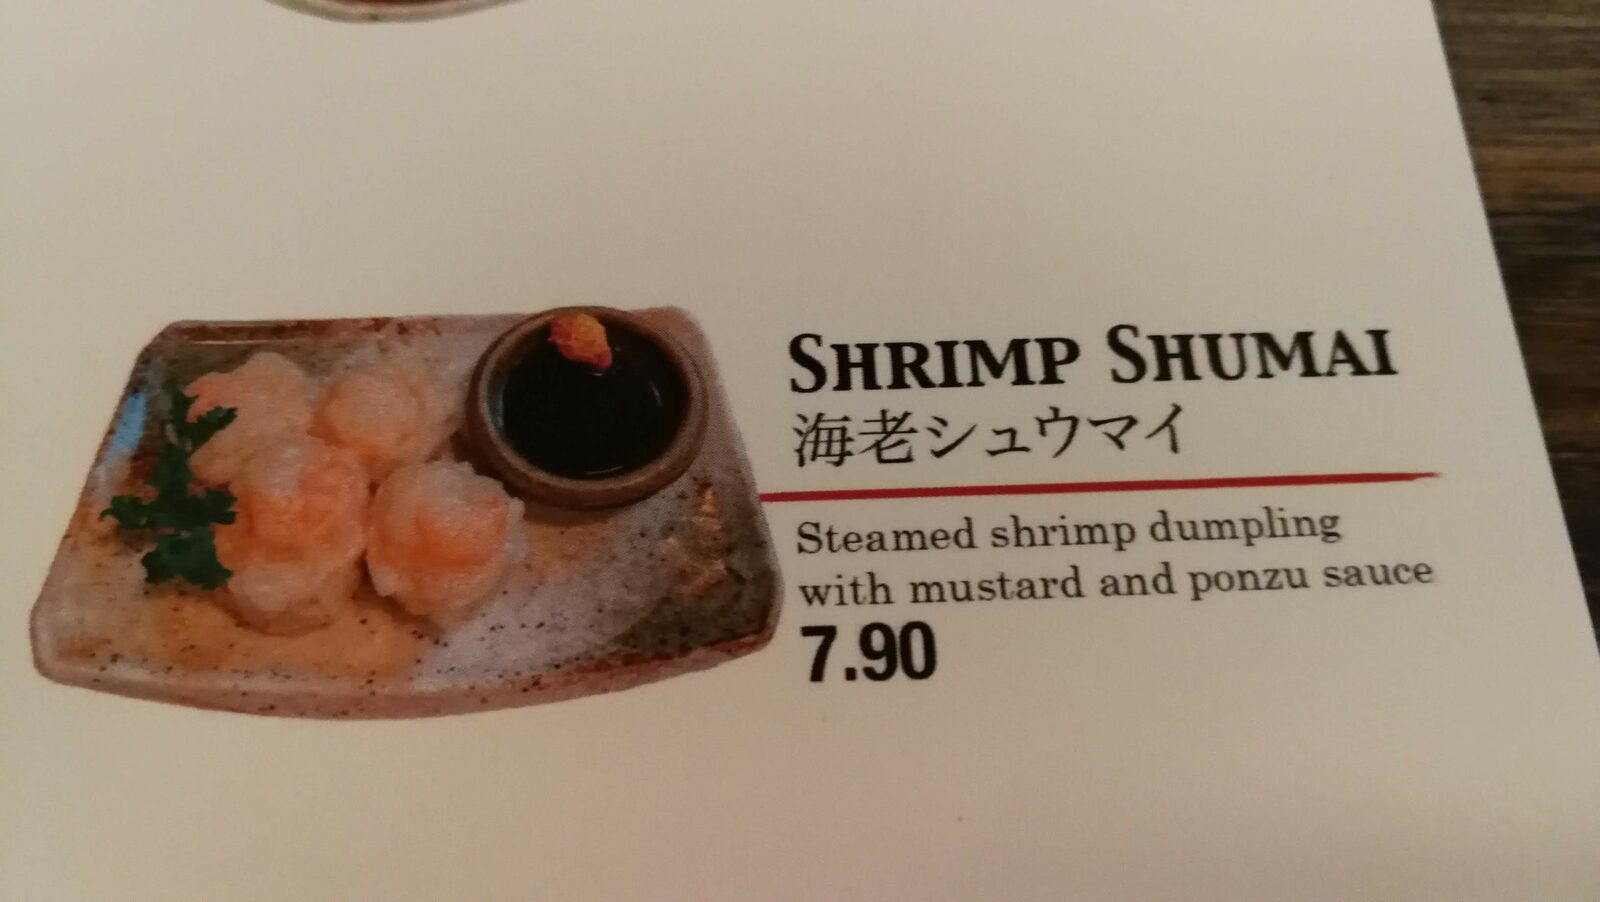 SHRIMP SHUMAI
海老シュウマイ
Steamed shrimp dumpling
with mustard and ponzu sauce
7.90